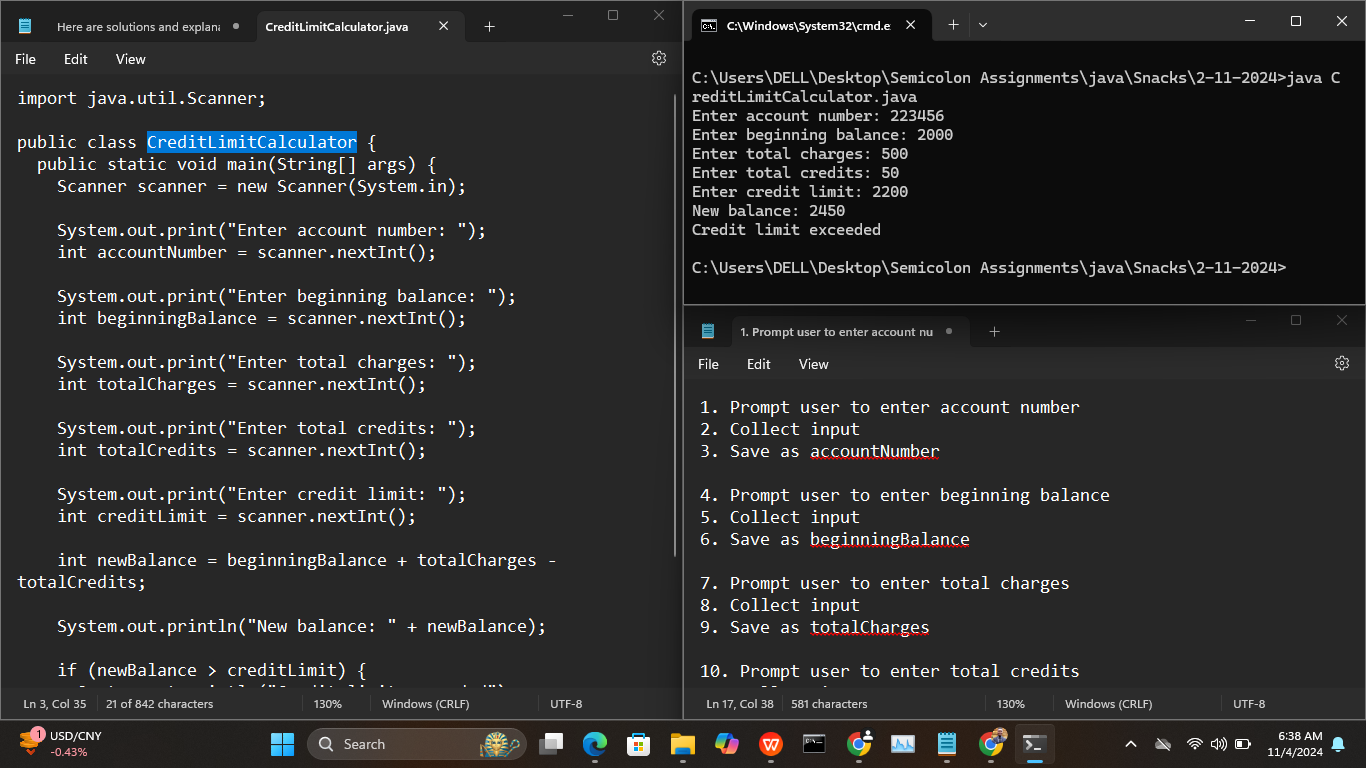 Here are solutions and explana
CreditLimitCalculator.java
File Edit View
import java.util.Scanner;
public class CreditLimitCalculator {
public static void main(String[] args) {
Scanner scanner = new Scanner(System.in);
System.out.print("Enter account number: ");
int accountNumber = scanner.nextInt();
System.out.print("Enter beginning balance: ");
int beginningBalance = scanner.nextInt();
System.out.print("Enter total charges: ");
int totalCharges = scanner.nextInt();
System.out.print("Enter total credits: ");
int totalCredits = scanner.nextInt();
System.out.print("Enter credit limit: ");
int creditLimit = scanner.nextInt();
int newBalance = beginningBalance + totalCharges -
totalCredits;
System.out.println("New balance: " + newBalance);
if (newBalance > creditLimit) {
Ln 3, Col 35 21 of 842 characters 130% Windows (CRLF) UTF-8
C:\Windows\System32\cmd.e
C:\Users\DELL\Desktop\Semicolon Assignments\java\Snacks\2-11-2024>java C
reditLimitCalculator.java
Enter account number: 223456
Enter beginning balance: 2000
Enter total charges: 500
Enter total credits: 50
Enter credit limit: 2200
New balance: 2450
Credit limit exceeded
C:\Users\DELL\Desktop\Semicolon Assignments\java\Snacks\2-11-2024>
1. Prompt user to enter account nu
File Edit View
1. Prompt user to enter account number
2. Collect input
3. Save as accountNumber
4. Prompt user to enter beginning balance
5. Collect input
6. Save as beginningBalance
7. Prompt user to enter total charges
8. Collect input
9. Save as totalCharges
10. Prompt user to enter total credits
Ln 17, Col 38 581 characters 130% Windows (CRLF) UTF-8
1
USD/CNY
-0.43%
Search
6:38 AM
11/4/2024